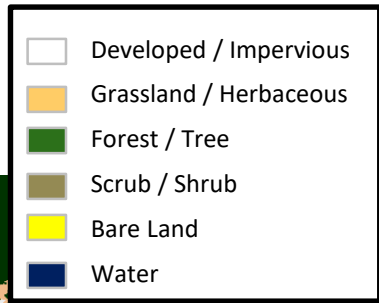 Developed / Impervious
Grassland / Herbaceous
Forest / Tree
Scrub / Shrub
Bare Land
Water